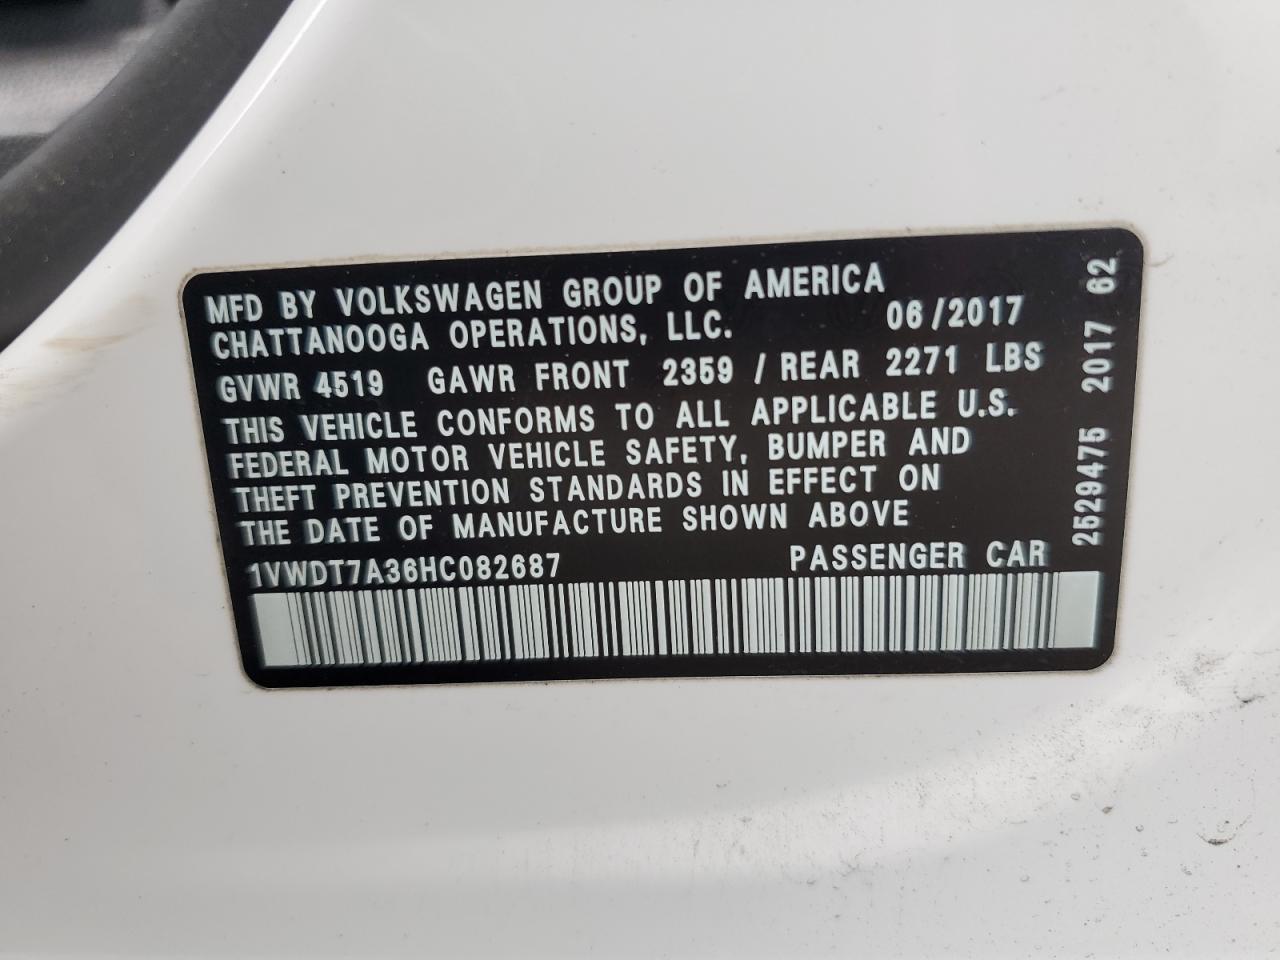 MFD BY VOLKSWAGEN GROUP OF AMERICA
CHATTANOOGA OPERATIONS, LLC. 06/2017
GVWR 4519 GAWR FRONT 2359 / REAR 2271 LBS
THIS VEHICLE CONFORMS TO ALL APPLICABLE U.S.
FEDERAL MOTOR VEHICLE SAFETY, BUMPER AND
THEFT PREVENTION STANDARDS IN EFFECT ON
THE DATE OF MANUFACTURE SHOWN ABOVE
1VWDT7A36HC082687 PASSENGER CAR
2529475 2017 62